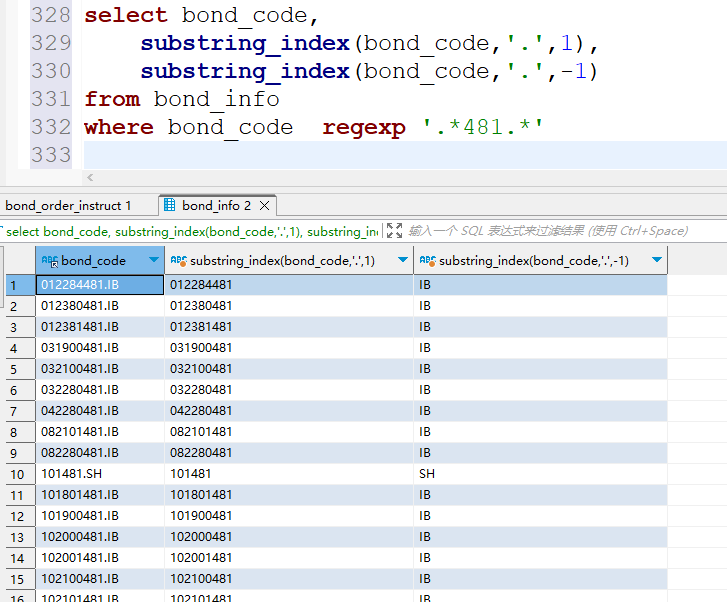 328 select bond_code,
329 substring_index(bond_code,'.',1),
330 substring_index(bond_code,'.',-1)
331 from bond_info
332 where bond_code regexp '.*481.*'
333
bond_order_instruct 1 bond_info 2
select bond_code, substring_index(bond_code,'.',1), substring_in 输入一个 SQL 表达式来过滤结果 (使用 Ctrl+Space)
ABC bond_code ABC substring_index(bond_code,'.',1) ABC substring_index(bond_code,'.',-1)
1 012284481.IB 012284481 IB
2 012380481.IB 012380481 IB
3 012381481.IB 012381481 IB
4 031900481.IB 031900481 IB
5 032100481.IB 032100481 IB
6 032280481.IB 032280481 IB
7 042280481.IB 042280481 IB
8 082101481.IB 082101481 IB
9 082280481.IB 082280481 IB
10 101481.SH 101481 SH
11 101801481.IB 101801481 IB
12 101900481.IB 101900481 IB
13 102000481.IB 102000481 IB
14 102001481.IB 102001481 IB
15 102100481.IB 102100481 IB
16 102101481.IB 102101481 IB